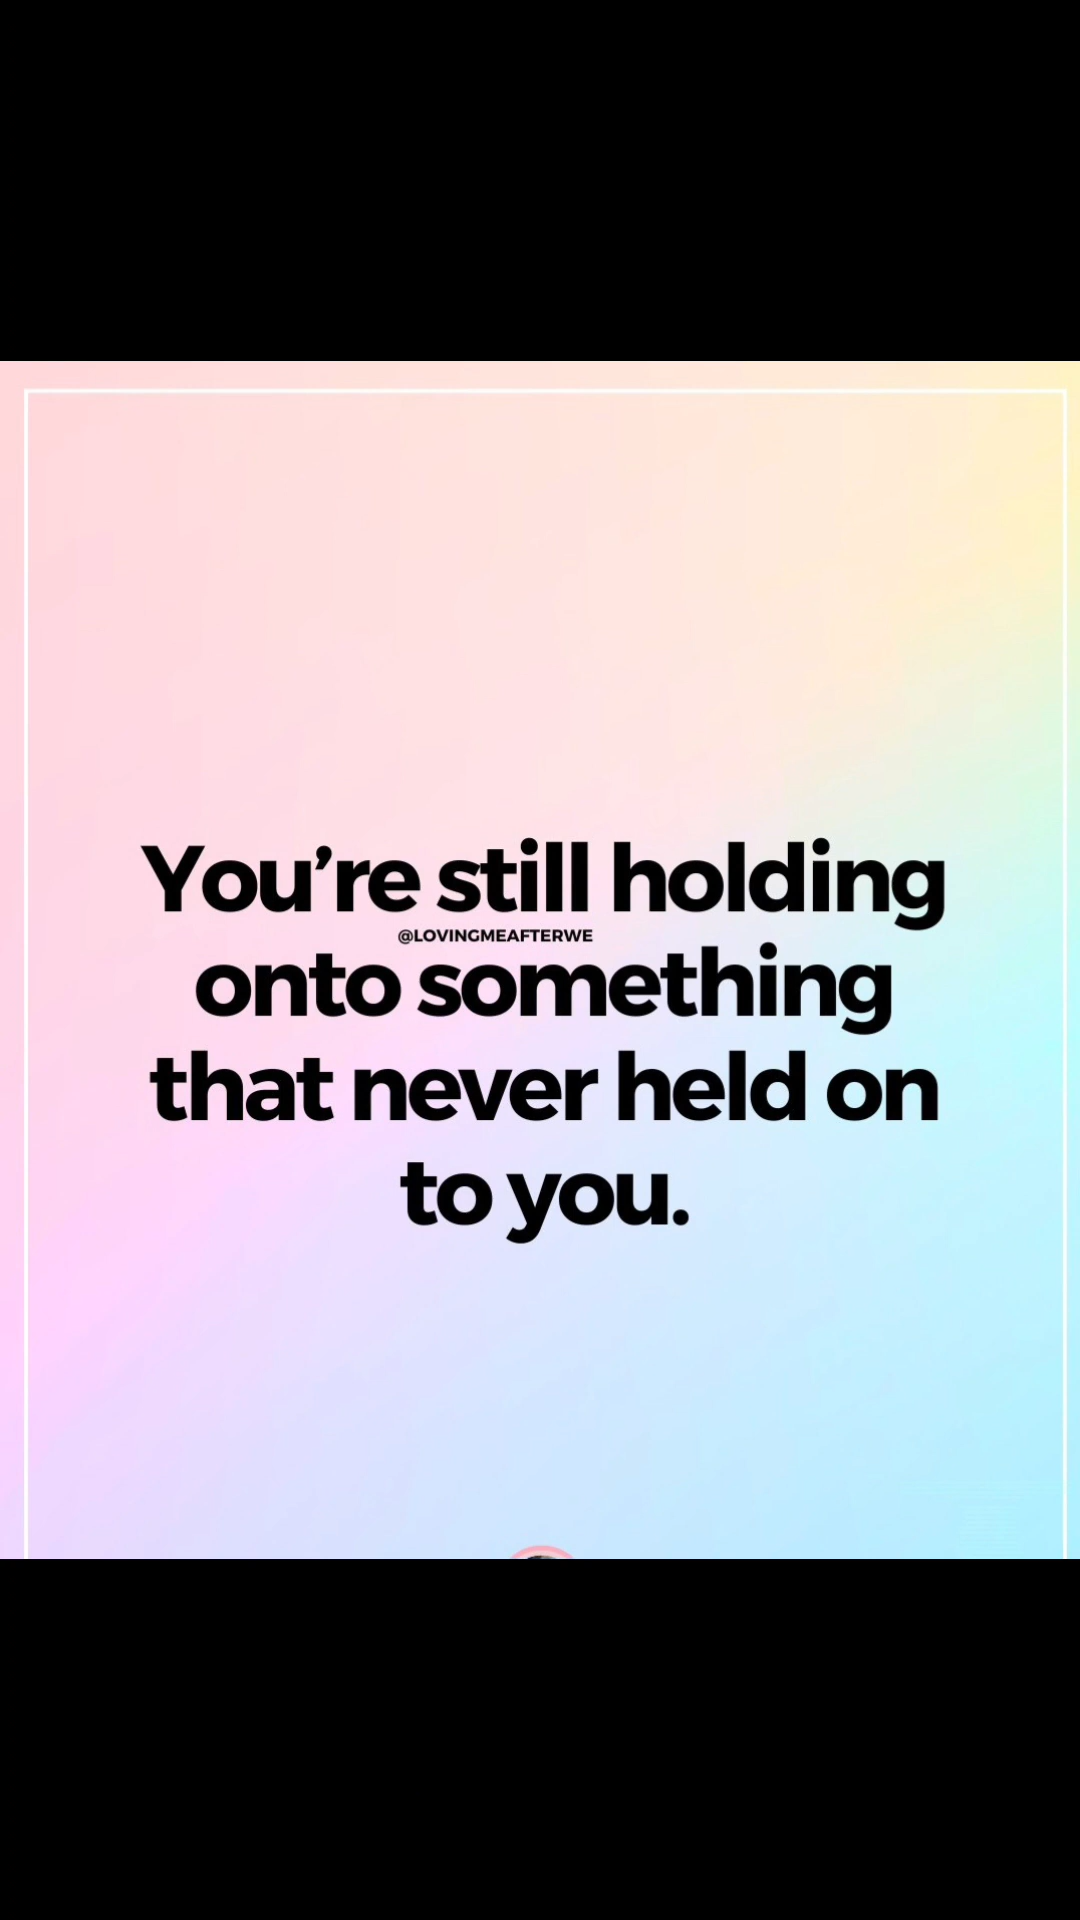 You’re still holding
@LOVINGMEAFTERWE
onto something
that never held on
to you.